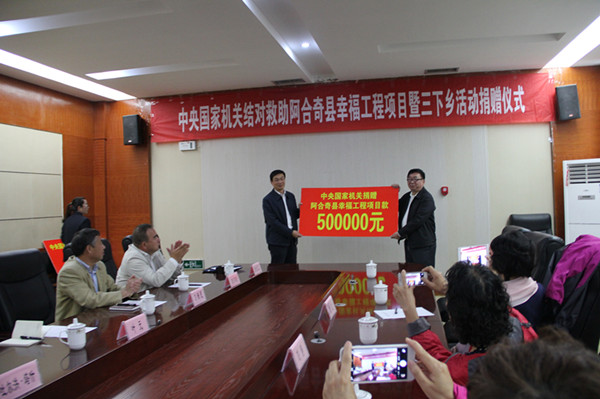 中央国家机关结对救助阿合奇县幸福工程项目暨三下乡活动捐赠仪式
中央国家机关捐赠
阿合奇县幸福工程项目款
500000元